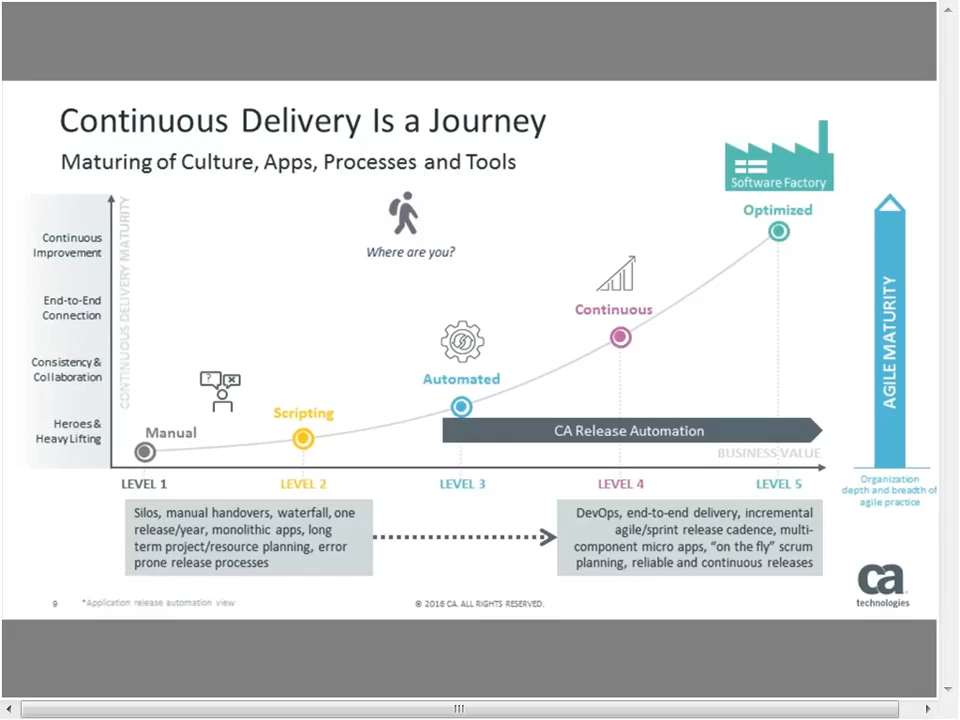 Continuous Delivery Is a Journey
Maturing of Culture, Apps, Processes and Tools
Software Factory
Optimized
Where are you?
Continuous
Automated
Scripting
Manual
Continuous
Improvement
End-to-End
Connection
Consistency &
Collaboration
Heroes &
Heavy Lifting
CONTINUOUS DELIVERY MATURITY
CA Release Automation
BUSINESS VALUE
LEVEL 1
LEVEL 2
LEVEL 3
LEVEL 4
LEVEL 5
AGILE MATURITY
Organization
depth and breadth of
agile practice
Silos, manual handovers, waterfall, one
release/year, monolithic apps, long
term project/resource planning, error
prone release processes
DevOps, end-to-end delivery, incremental
agile/sprint release cadence, multi-
component micro apps, “on the fly” scrum
planning, reliable and continuous releases
9
*Application release automation view
© 2016 CA. ALL RIGHTS RESERVED.
ca
technologies